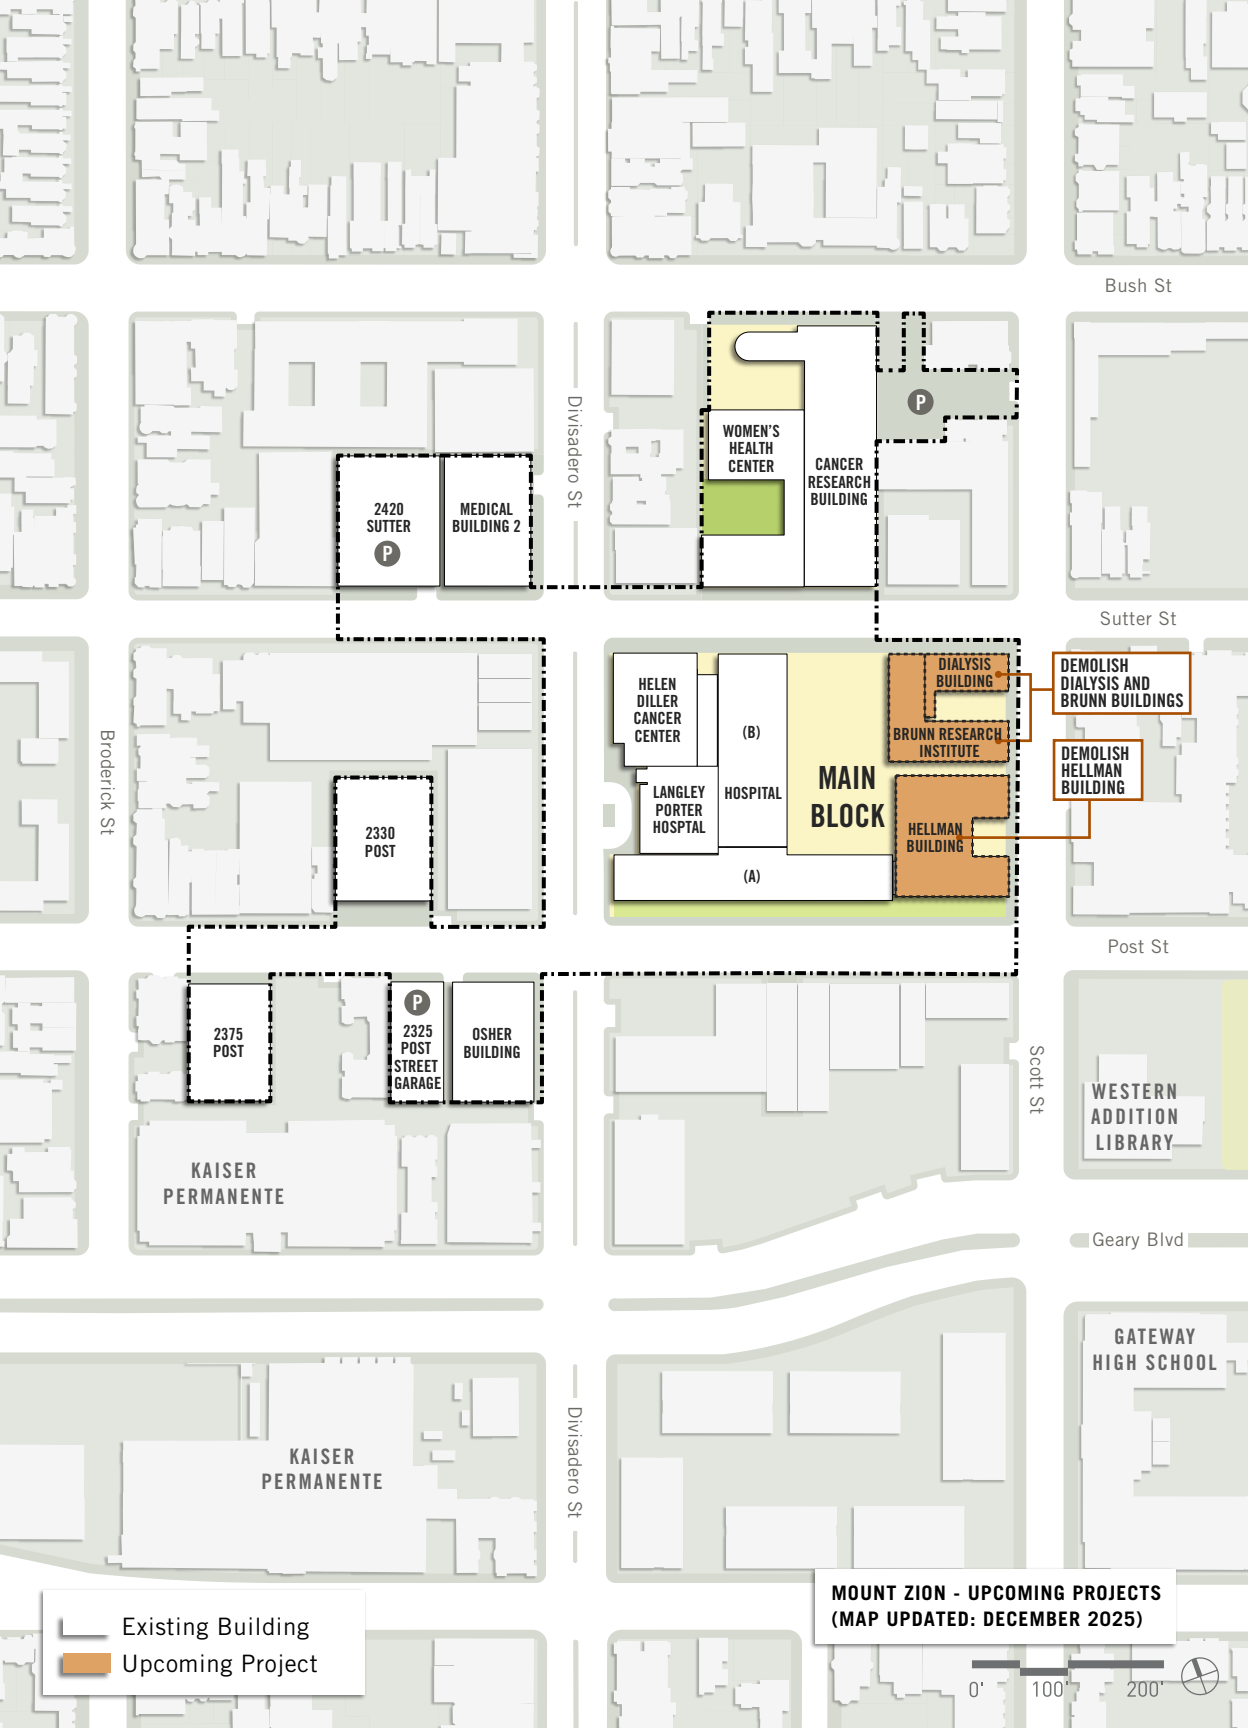 Bush St
Divisadero St
WOMEN'S
HEALTH
CENTER
CANCER
RESEARCH
BUILDING
P
2420
SUTTER
P
MEDICAL
BUILDING 2
Sutter St
HELEN
DILLER
CANCER
CENTER
(B)
HOSPITAL
LANGLEY
PORTER
HOSPTAL
(A)
MAIN
BLOCK
DIALYSIS
BUILDING
BRUNN RESEARCH
INSTITUTE
HELLMAN
BUILDING
DEMOLISH
DIALYSIS AND
BRUNN BUILDINGS
DEMOLISH
HELLMAN
BUILDING
Broderick St
2330
POST
Post St
2375
POST
P
2325
POST
STREET
GARAGE
OSHER
BUILDING
Scott St
WESTERN
ADDITION
LIBRARY
KAISER
PERMANENTE
Geary Blvd
GATEWAY
HIGH SCHOOL
KAISER
PERMANENTE
Divisadero St
MOUNT ZION - UPCOMING PROJECTS
(MAP UPDATED: DECEMBER 2025)
Existing Building
Upcoming Project
0' 100' 200'